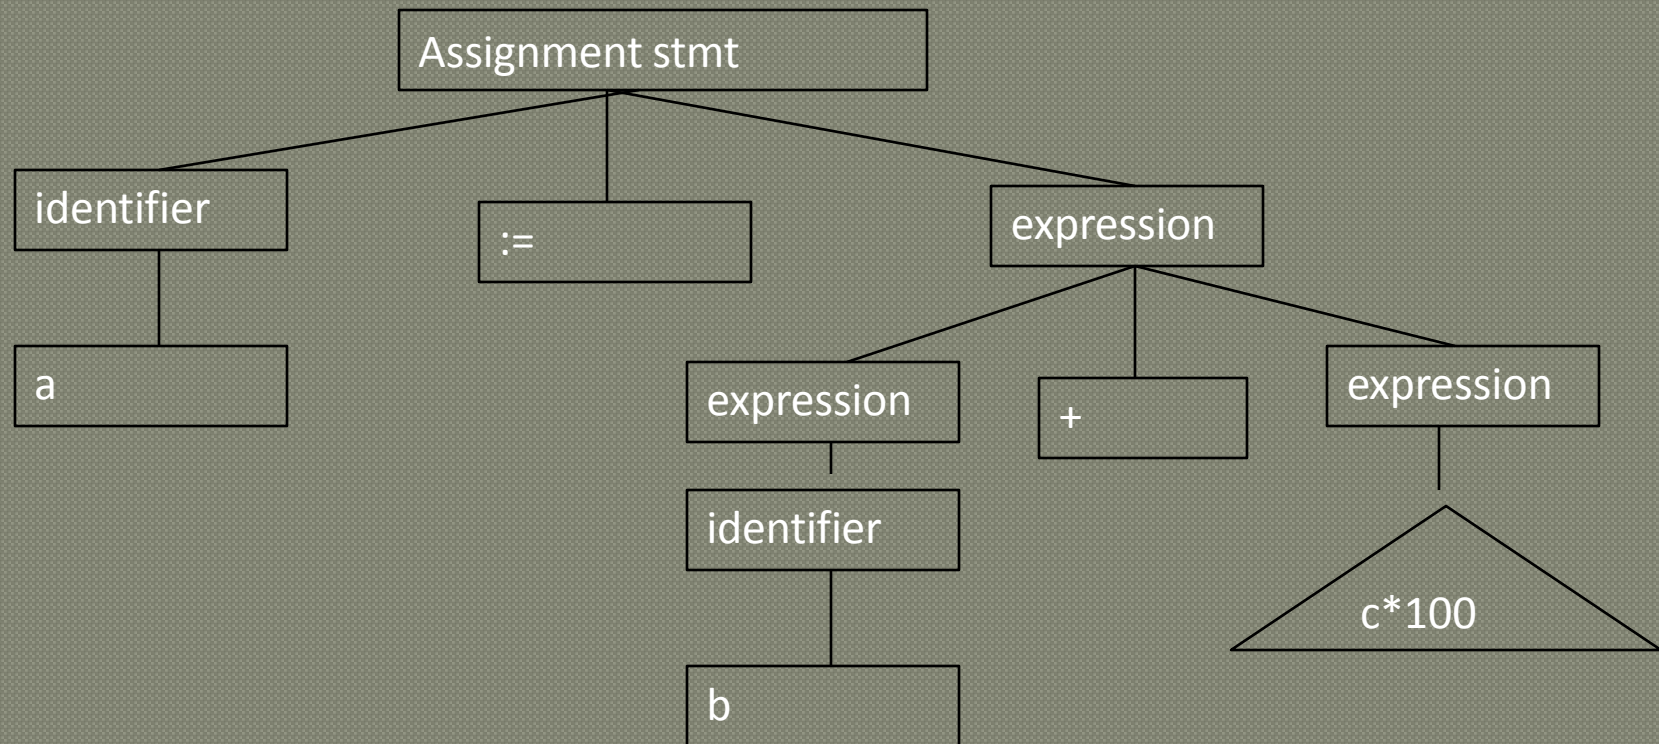 Assignment stmt
identifier
:=
expression
a
expression
+
expression
identifier
c*100
b